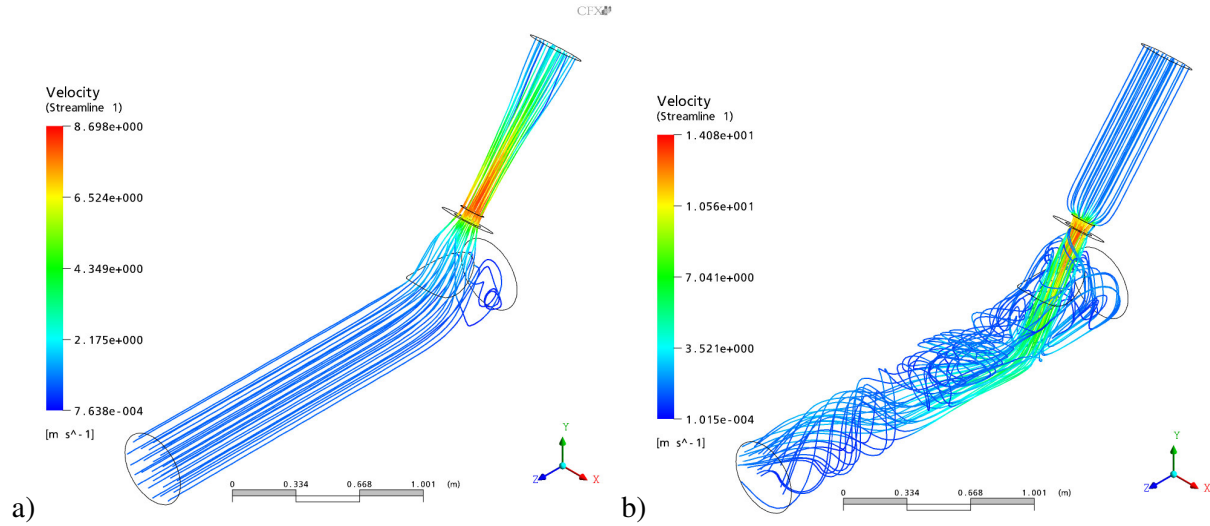 CFX
Velocity
(Streamline 1)
8.698e+000
6.524e+000
4.349e+000
2.175e+000
7.638e-004
[m s^-1]
0 0.334 0.668 1.001 (m)
Y
Z X
a)
Velocity
(Streamline 1)
1.408e+001
1.056e+001
7.041e+000
3.521e+000
1.015e-004
[m s^-1]
0 0.334 0.668 1.001 (m)
Y
Z X
b)